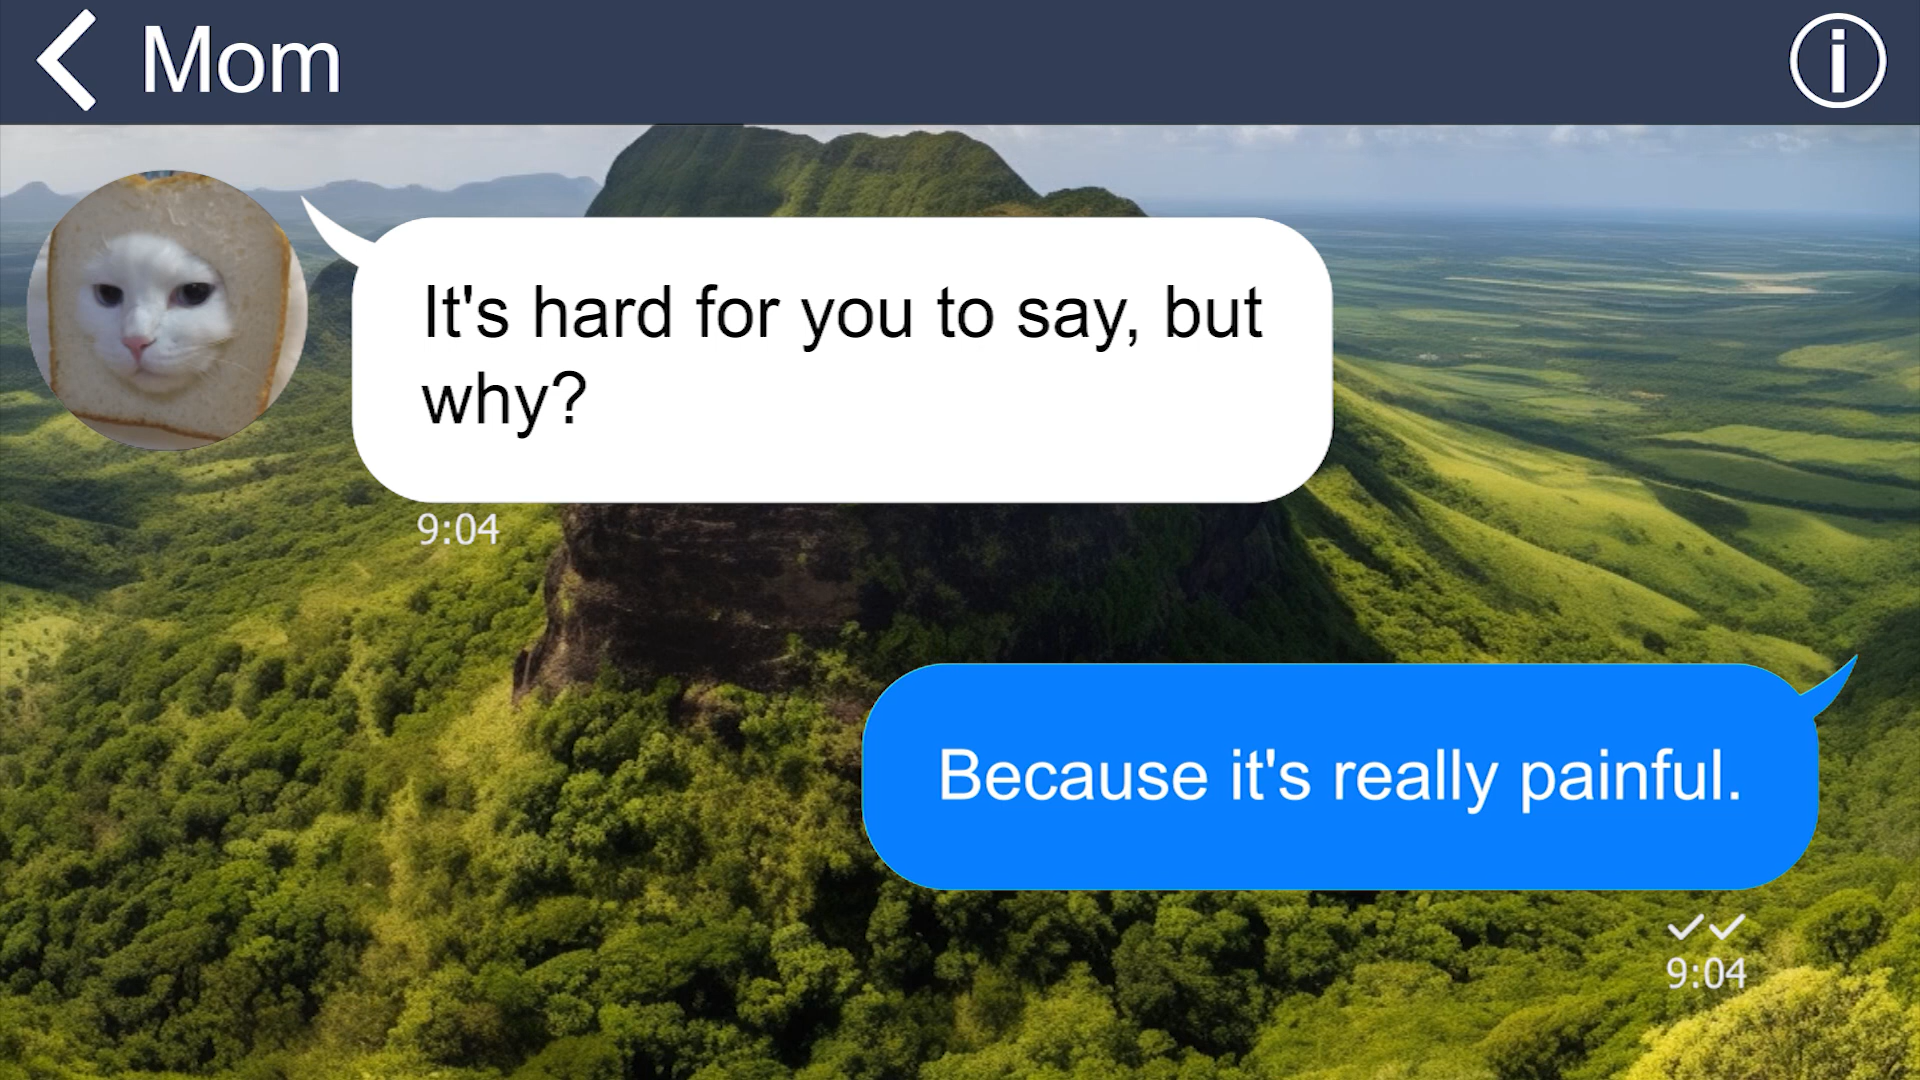 Mom
It's hard for you to say, but
why?
9:04
Because it's really painful.
9:04